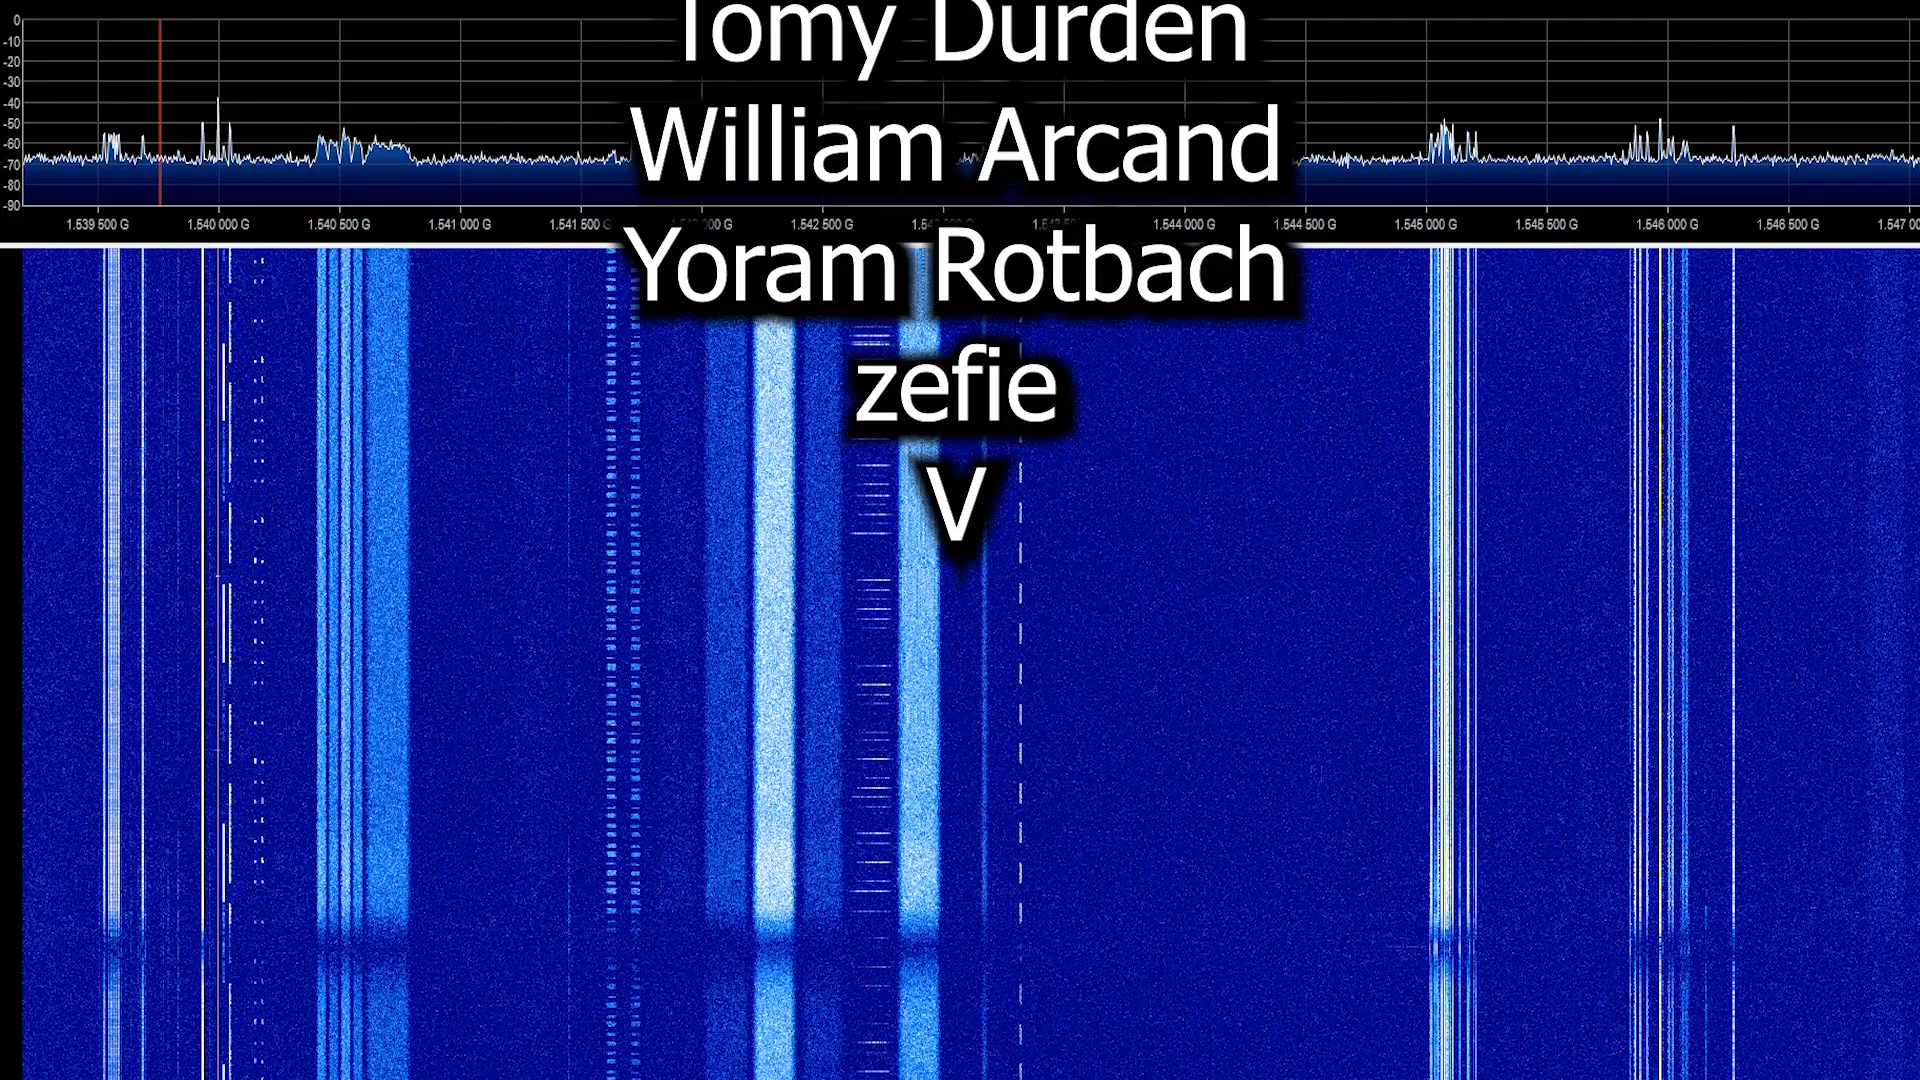 Tomy Durden
William Arcand
Yoram Rotbach
zefie
V
0
-10
-20
-30
-40
-50
-60
-70
-80
-90
1.539 500 G 1.540 000 G 1.540 500 G 1.541 000 G 1.541 500 1.542 500 G 1.544 000 G 1.544 500 G 1.545 000 G 1.545 500 G 1.546 000 G 1.546 500 G